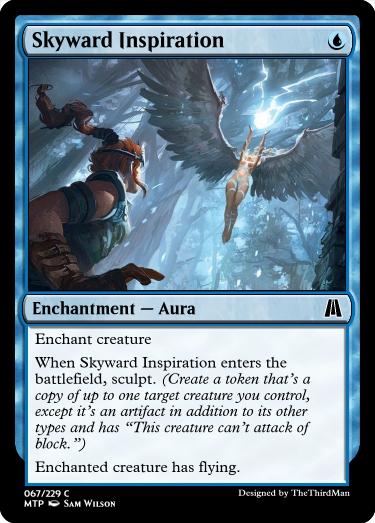 Skyward Inspiration
Enchantment — Aura
Enchant creature
When Skyward Inspiration enters the
battlefield, sculpt. (Create a token that's a
copy of up to one target creature you control,
except it's an artifact in addition to its other
types and has “This creature can't attack of
block.”)
Enchanted creature has flying.
067/229 C
Designed by TheThirdMan
MTP SAM WILSON